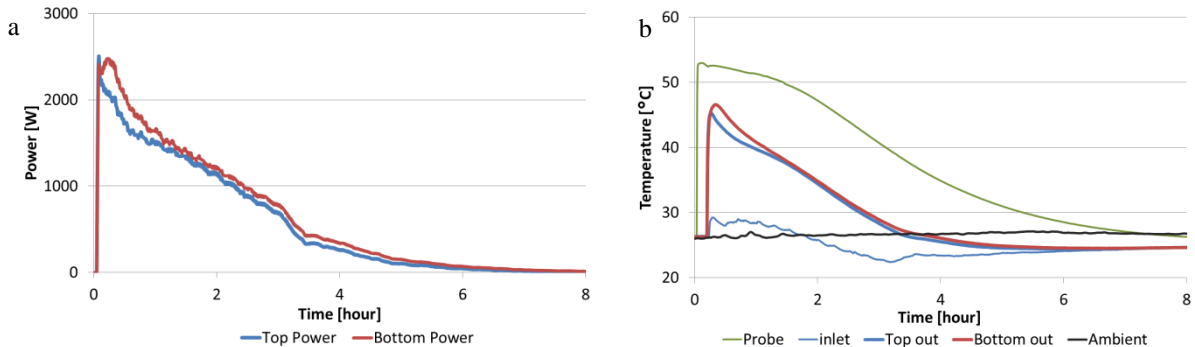 a
3000
2000
1000
0
Power [W]
0 2 4 6 8
Time [hour]
Top Power Bottom Power
b
60
50
40
30
20
Temperature [°C]
0 2 4 6 8
Time [hour]
Probe inlet Top out Bottom out Ambient